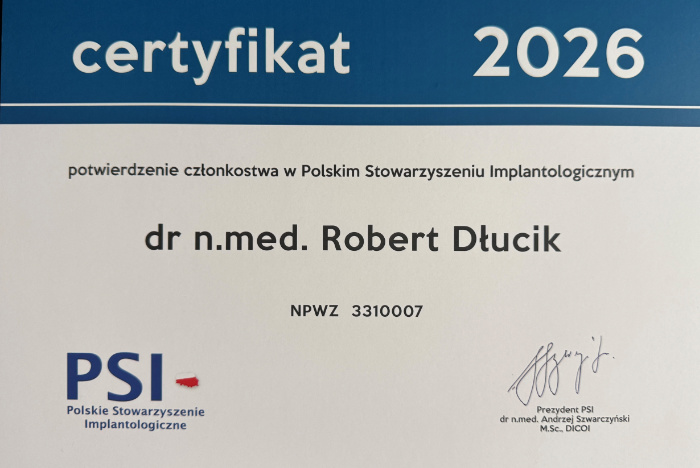 certyfikat 2026
potwierdzenie członkostwa w Polskim Stowarzyszeniu Implantologicznym
dr n.med. Robert Dłucik
NPWZ 3310007
PSI
Polskie Stowarzyszenie
Implantologiczne
Prezydent PSI
dr n.med. Andrzej Szwarczyński
M.Sc., DICOI